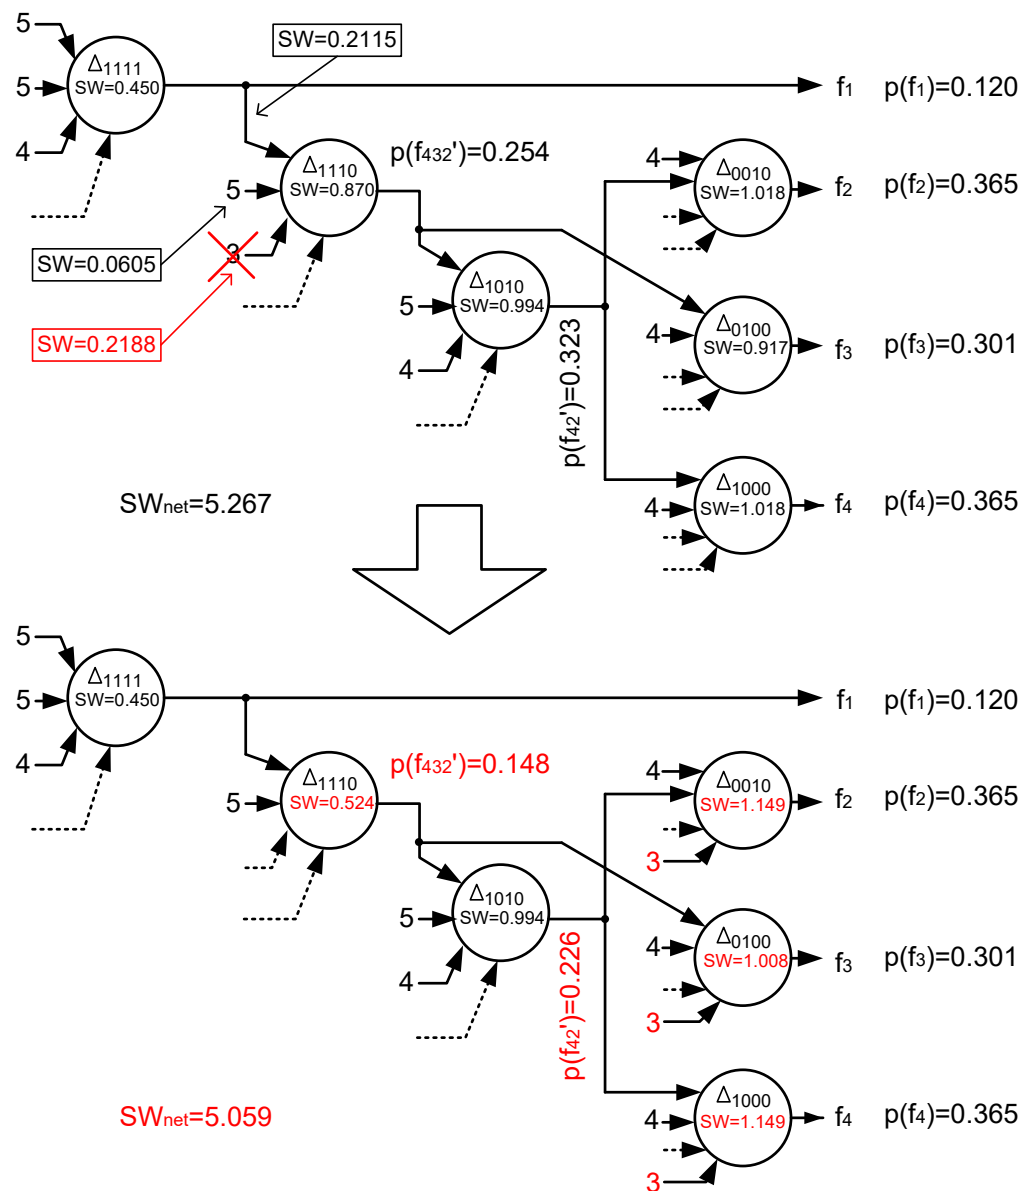 5
SW=0.2115
Δ1111
SW=0.450
5
f1 p(f1)=0.120
4
p(f432')=0.254
4
Δ0010
SW=1.018
f2 p(f2)=0.365
Δ1110
SW=0.870
5
SW=0.0605
3
Δ1010
SW=0.994
5
SW=0.2188
4
Δ0100
SW=0.917
f3 p(f3)=0.301
4
p(f42')=0.323
Δ1000
SW=1.018
SWnet=5.267
4
f4 p(f4)=0.365
5
Δ1111
SW=0.450
5
f1 p(f1)=0.120
4
p(f432')=0.148
4
Δ0010
SW=1.149
f2 p(f2)=0.365
Δ1110
SW=0.524
5
3
Δ1010
SW=0.994
5
4
Δ0100
SW=1.008
f3 p(f3)=0.301
4
p(f42')=0.226
3
Δ1000
SW=1.149
SWnet=5.059
4
f4 p(f4)=0.365
3